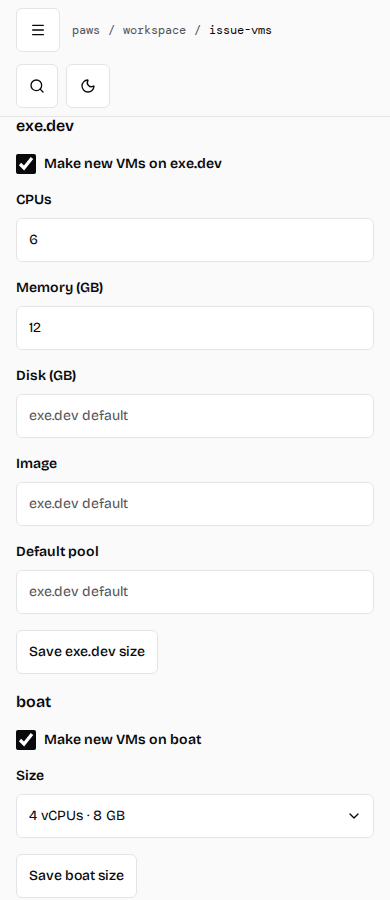 paws / workspace / issue-vms
exe.dev
Make new VMs on exe.dev
CPUs
6
Memory (GB)
12
Disk (GB)
exe.dev default
Image
exe.dev default
Default pool
exe.dev default
Save exe.dev size
boat
Make new VMs on boat
Size
4 vCPUs · 8 GB
Save boat size